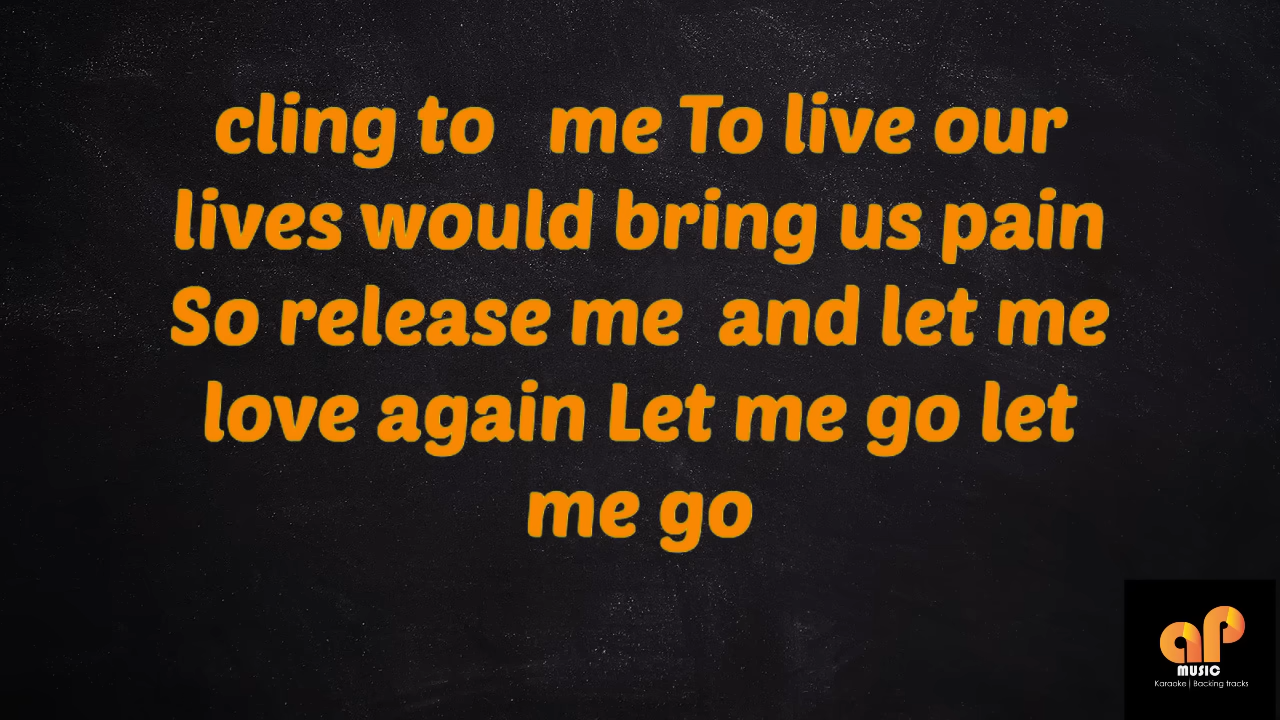 cling to   me To live our
lives would bring us pain
So release me  and let me
love again Let me go let
me go
aP
MUSIC
Karaoke | Backing tracks